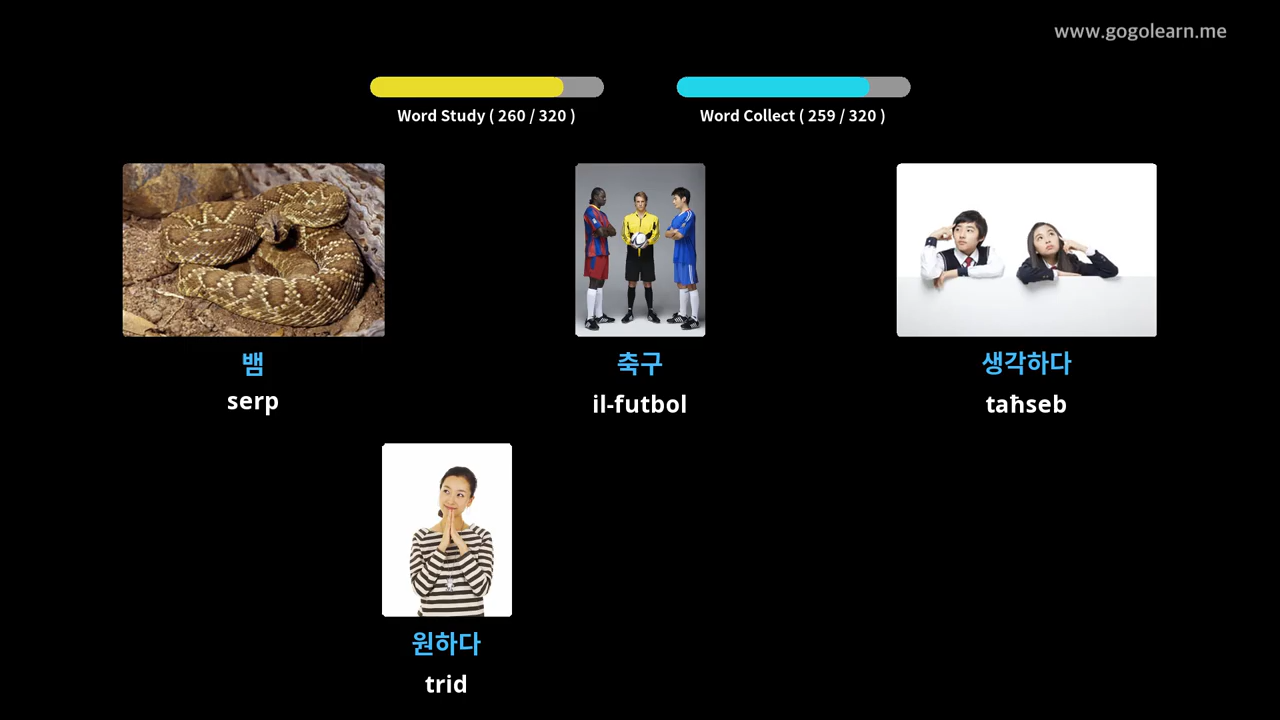 www.gogolearn.me
Word Study ( 260 / 320 )
Word Collect ( 259 / 320 )
뱀
serp
축구
il-futbol
생각하다
taħseb
원하다
trid